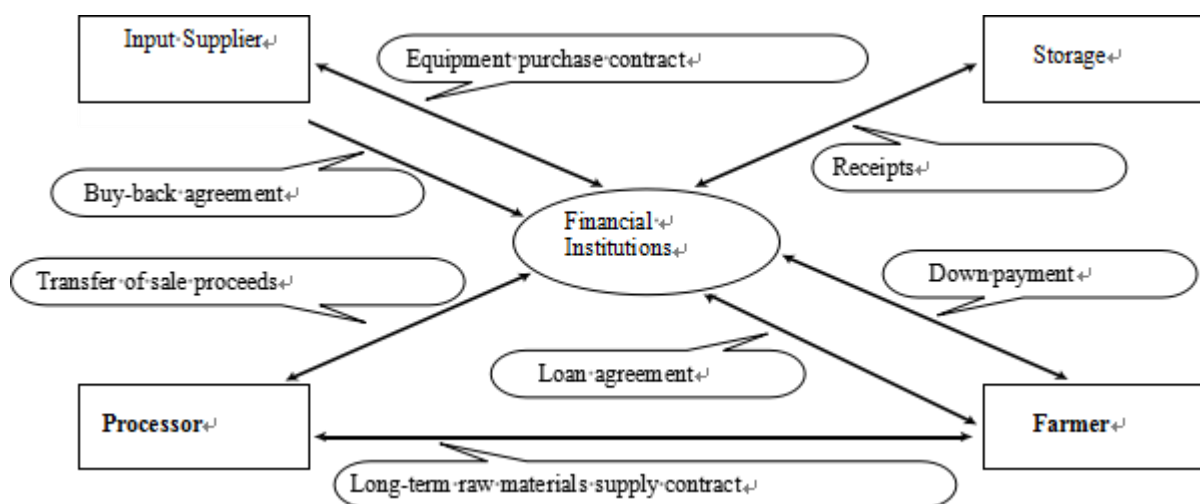 Input Supplier
Equipment purchase contract
Storage
Receipts
Buy-back agreement
Financial
Institutions
Transfer of sale proceeds
Down payment
Loan agreement
Processor
Farmer
Long-term raw materials supply contract